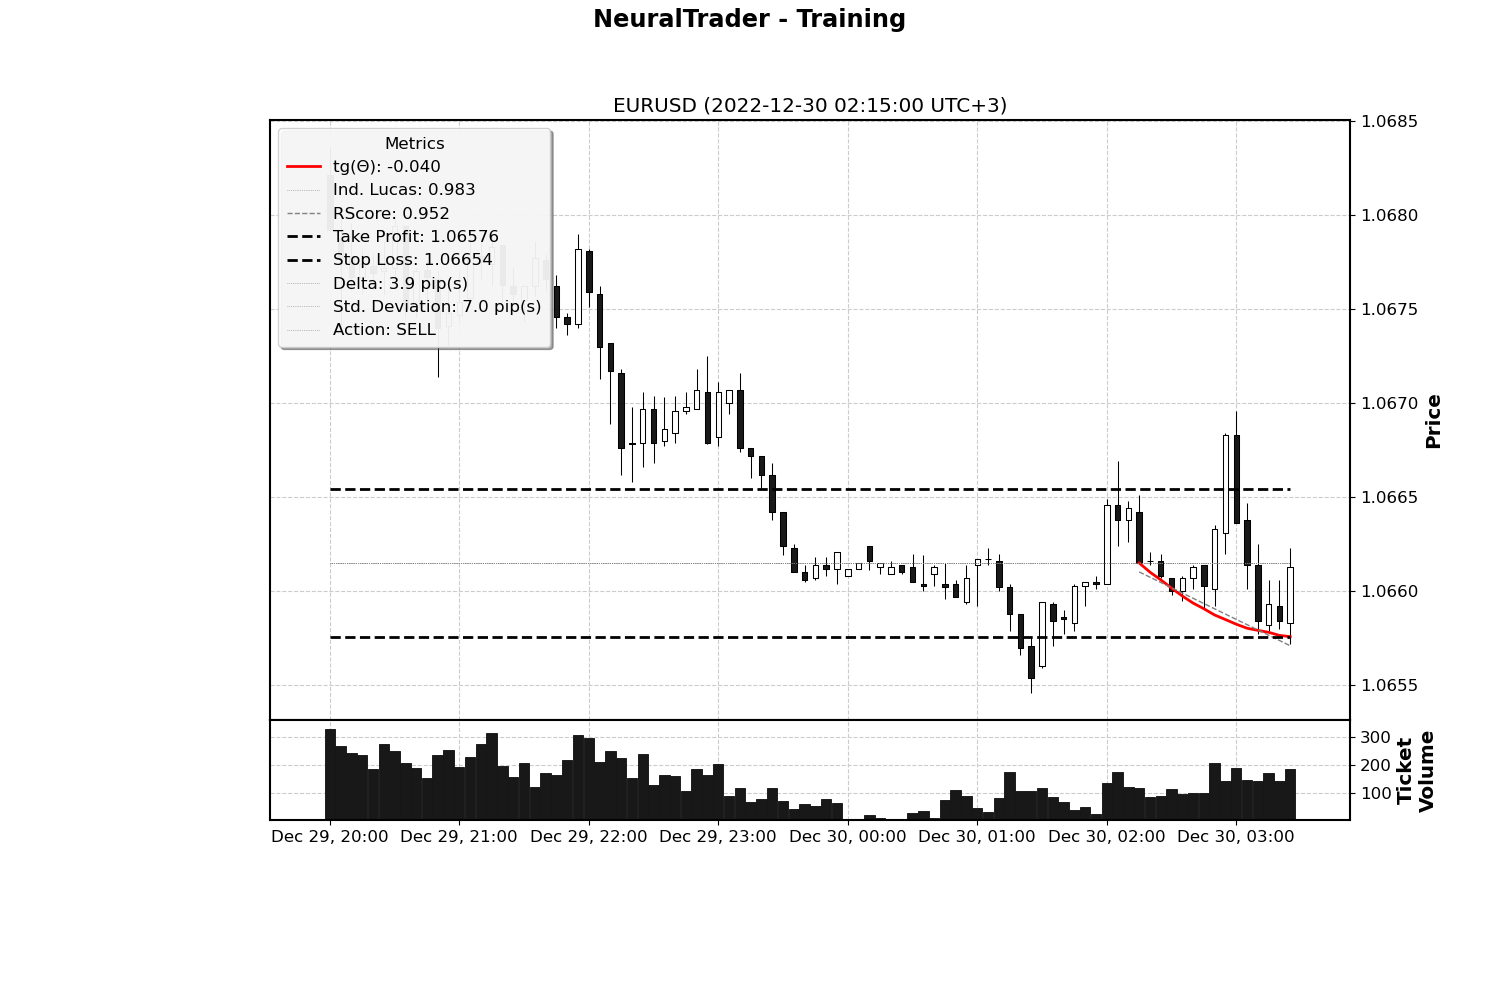 NeuralTrader - Training
EURUSD (2022-12-30 02:15:00 UTC+3)
Metrics
tg(Θ): -0.040
Ind. Lucas: 0.983
RScore: 0.952
Take Profit: 1.06576
Stop Loss: 1.06654
Delta: 3.9 pip(s)
Std. Deviation: 7.0 pip(s)
Action: SELL
1.0685
1.0680
1.0675
1.0670
1.0665
1.0660
1.0655
Price
300
200
100
Ticket
Volume
Dec 29, 20:00
Dec 29, 21:00
Dec 29, 22:00
Dec 29, 23:00
Dec 30, 00:00
Dec 30, 01:00
Dec 30, 02:00
Dec 30, 03:00